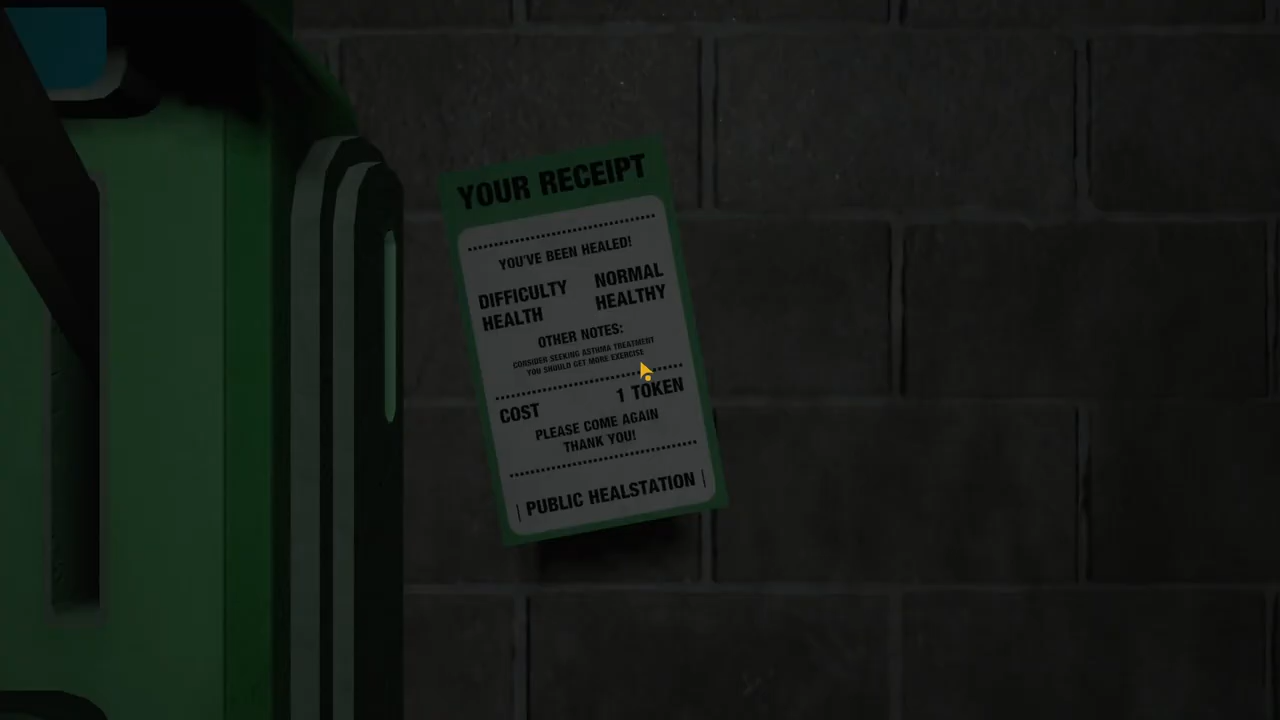 YOUR RECEIPT
YOU'VE BEEN HEALED!
DIFFICULTY NORMAL
HEALTH HEALTHY
OTHER NOTES:
CONSIDER SEEKING ASTHMA TREATMENT
YOU SHOULD GET MORE EXERCISE
COST 1 TOKEN
PLEASE COME AGAIN
THANK YOU!
| PUBLIC HEALSTATION |